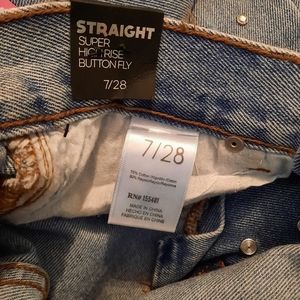 STRAIGHT
SUPER
HIGH RISE
BUTTON FLY
7/28
7/28
RN# 155481
MADE IN CHINA
HECHO EN CHINA
FABRIQUÉ EN CHINE